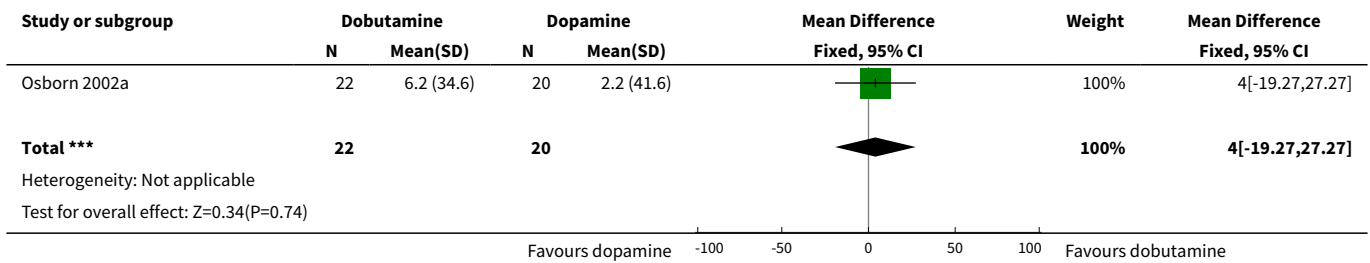 Study or subgroup Dobutamine Dopamine Mean Difference Weight Mean Difference
N Mean(SD) N Mean(SD) Fixed, 95% CI Fixed, 95% CI
Osborn 2002a 22 6.2 (34.6) 20 2.2 (41.6) 100% 4[-19.27,27.27]
Total *** 22 20 100% 4[-19.27,27.27]
Heterogeneity: Not applicable
Test for overall effect: Z=0.34(P=0.74)
Favours dopamine -100 -50 0 50 100 Favours dobutamine